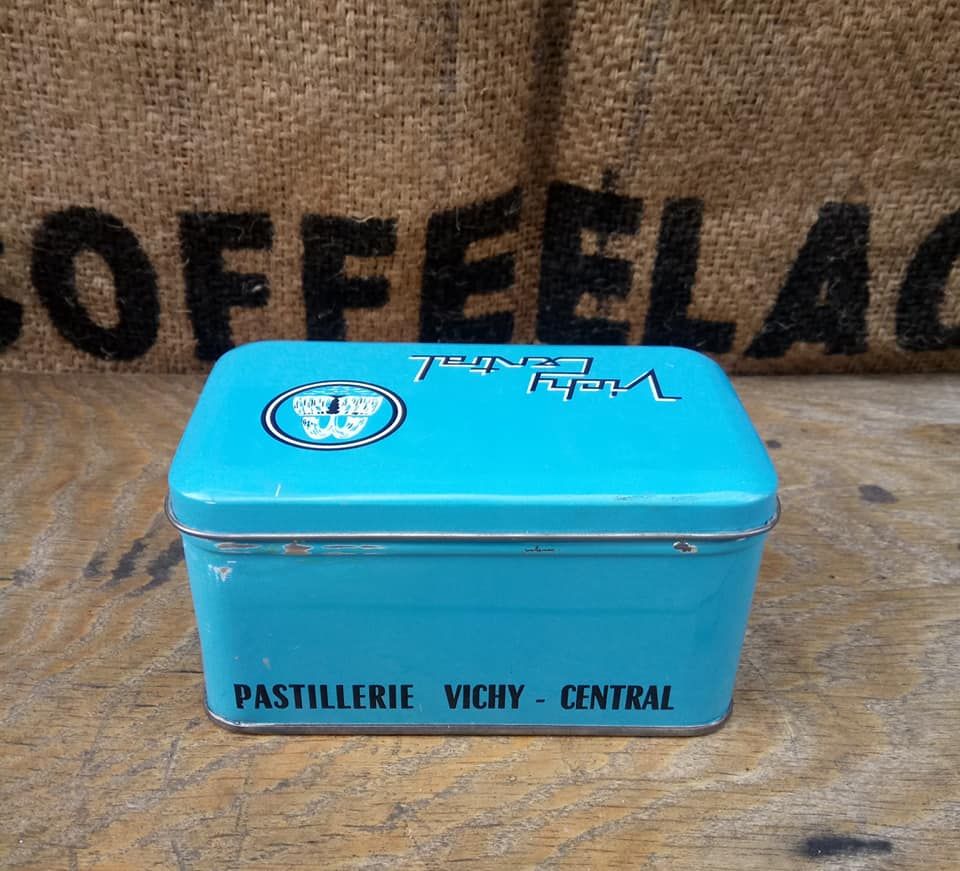 COFFEELAC
Vichy
Central
PASTILLERIE VICHY - CENTRAL